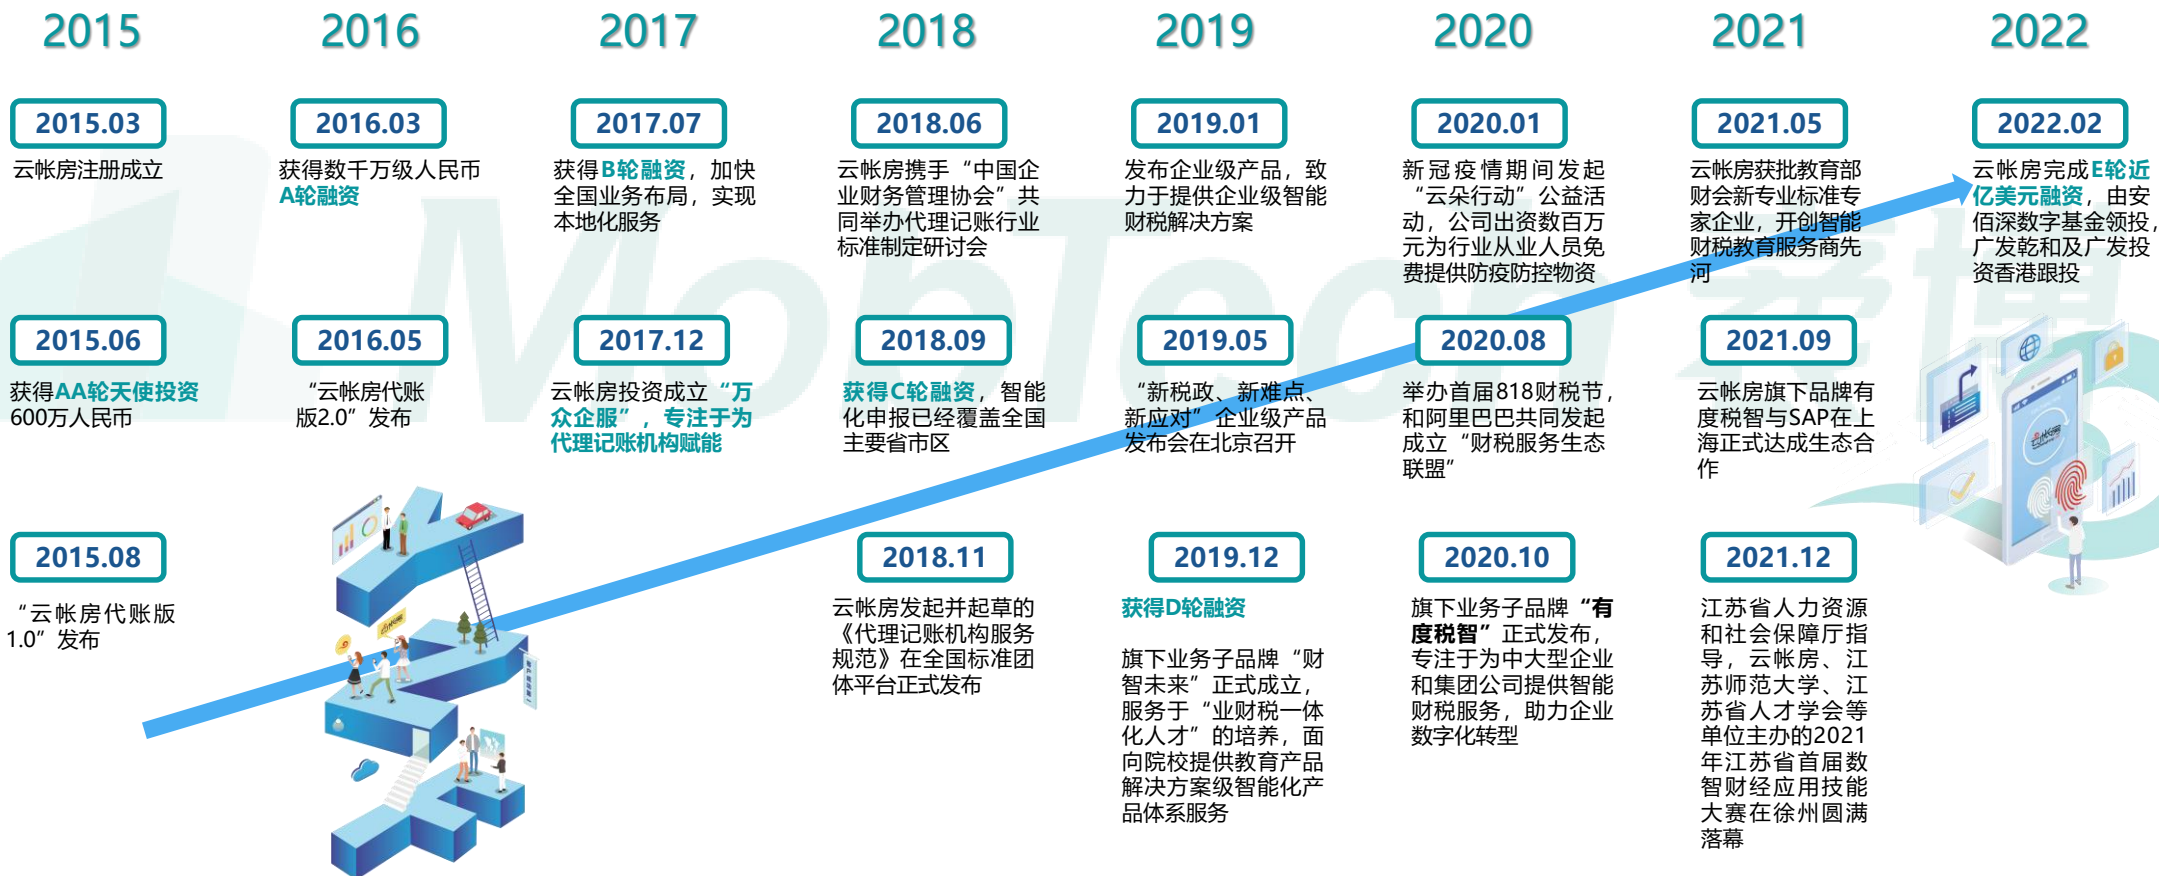 2015
2016
2017
2018
2019
2020
2021
2022
2015.03
云帐房注册成立
2015.06
获得AA轮天使投资
600万人民币
2015.08
“云帐房代账版
1.0”发布
2016.03
获得数千万级人民币
A轮融资
2016.05
“云帐房代账
版2.0”发布
2017.07
获得B轮融资，加快
全国业务布局，实现
本地化服务
2017.12
云帐房投资成立“万
众企服”，专注于为
代理记账机构赋能
2018.06
云帐房携手“中国企
业财务管理协会”共
同举办代理记账行业
标准制定研讨会
2018.09
获得C轮融资，智能
化申报已经覆盖全国
主要省市区
2018.11
云帐房发起并起草的
《代理记账机构服务
规范》在全国标准团
体平台正式发布
2019.01
发布企业级产品，致
力于提供企业级智能
财税解决方案
2019.05
“新税政、新难点、
新应对”企业级产品
发布会在北京召开
2019.12
获得D轮融资
旗下业务子品牌“财
智未来”正式成立，
服务于“业财税一体
化人才”的培养，面
向院校提供教育产品
解决方案级智能化产
品体系服务
2020.01
新冠疫情期间发起
“云朵行动”公益活
动，公司出资数百万
元为行业从业人员免
费提供防疫防控物资
2020.08
举办首届818财税节，
和阿里巴巴共同发起
成立“财税服务生态
联盟”
2020.10
旗下业务子品牌“有
度税智”正式发布，
专注于为中大型企业
和集团公司提供智能
财税服务，助力企业
数字化转型
2021.05
云帐房获批教育部
财会新专业标准专
家企业，开创智能
财税教育服务商先
河
2021.09
云帐房旗下品牌有
度税智与SAP在上
海正式达成生态合
作
2021.12
江苏省人力资源
和社会保障厅指
导，云帐房、江
苏师范大学、江
苏省人才学会等
单位主办的2021
年江苏省首届数
智财经应用技能
大赛在徐州圆满
落幕
2022.02
云帐房完成E轮近
亿美元融资，由安
佰深数字基金领投，
广发乾和及广发投
资香港跟投
MobTech
云帐房